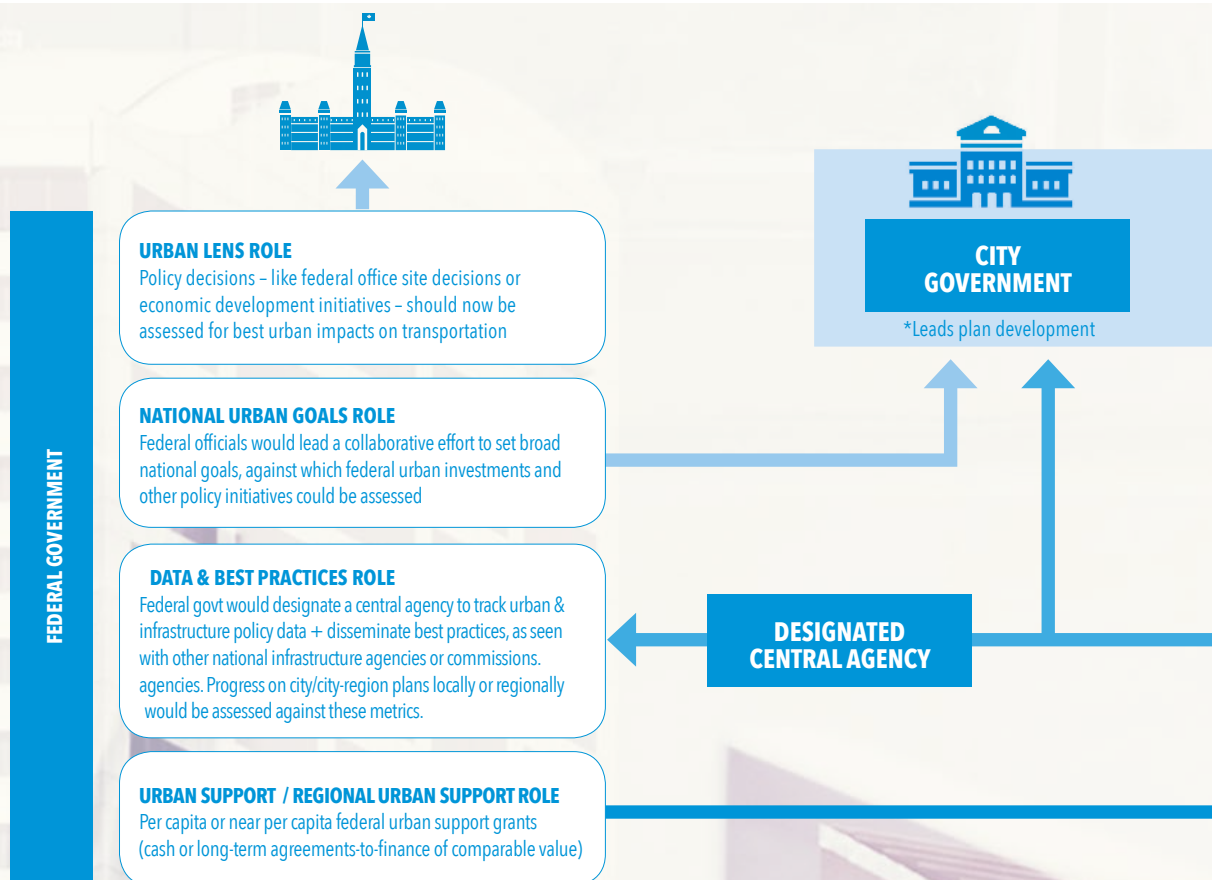 URBAN LENS ROLE
Policy decisions – like federal office site decisions or
economic development initiatives – should now be
assessed for best urban impacts on transportation
CITY
GOVERNMENT
*Leads plan development
NATIONAL URBAN GOALS ROLE
Federal officials would lead a collaborative effort to set broad
national goals, against which federal urban investments and
other policy initiatives could be assessed
FEDERAL GOVERNMENT
DATA & BEST PRACTICES ROLE
Federal govt would designate a central agency to track urban &
infrastructure policy data + disseminate best practices, as seen
with other national infrastructure agencies or commissions.
agencies. Progress on city/city-region plans locally or regionally
would be assessed against these metrics.
DESIGNATED
CENTRAL AGENCY
URBAN SUPPORT / REGIONAL URBAN SUPPORT ROLE
Per capita or near per capita federal urban support grants
(cash or long-term agreements-to-finance of comparable value)